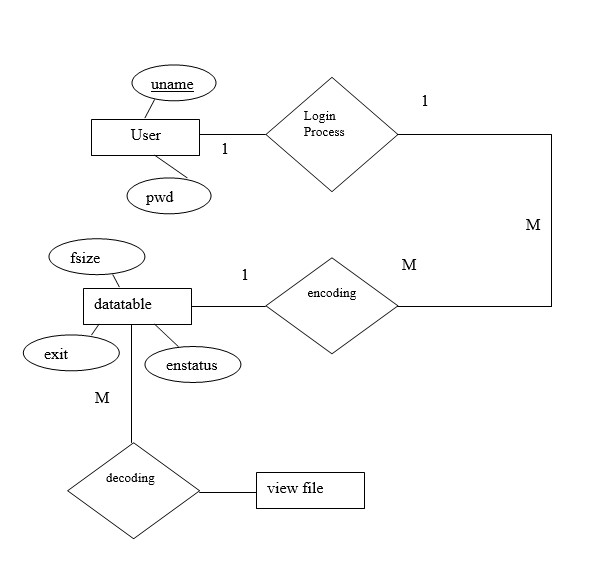 uname
User
Login
Process
1
1
pwd
M
fsize
1
M
datatable
encoding
exit
enstatus
M
decoding
view file